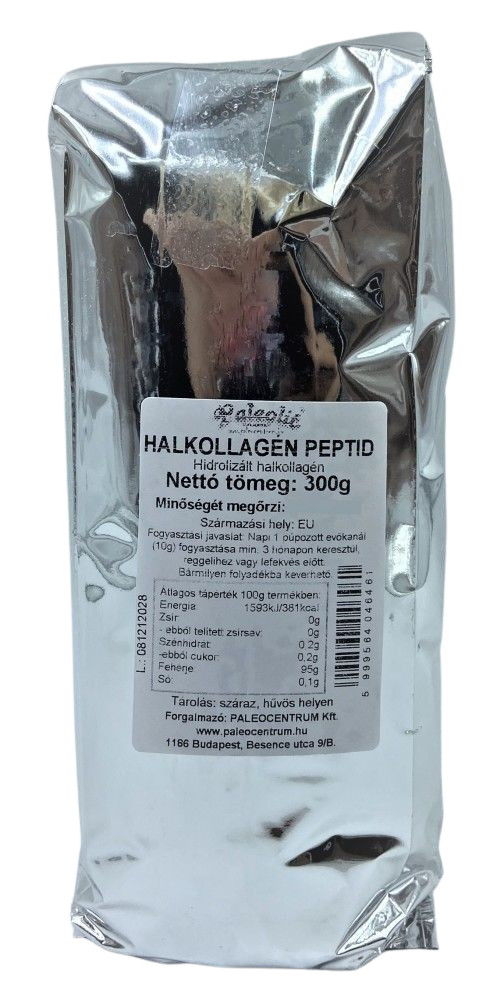 Paleolit
HALKOLLAGÉN PEPTID
Hidrolizált halkollagén
Nettó tömeg: 300g
Minőségét megőrzi:
Származási hely: EU
Fogyasztási javaslat: Napi 1 púpozott evőkanál
(10g) fogyasztása min. 3 hónapon keresztül,
reggelihez vagy lefekvés előtt.
Bármilyen folyadékba keverhető.
Átlagos tápérték 100g termékben:
Energia: 1593kJ/381kcal
Zsír: 0g
- ebből telített zsírsav: 0g
Szénhidrát: 0,2g
-ebből cukor: 0,2g
Fehérje 95g
Só: 0,1g
L.: 081212028
5 999564 046461
Tárolás: száraz, hűvös helyen
Forgalmazó: PALEOCENTRUM Kft.
www.paleocentrum.hu
1166 Budapest, Besence utca 9/B.